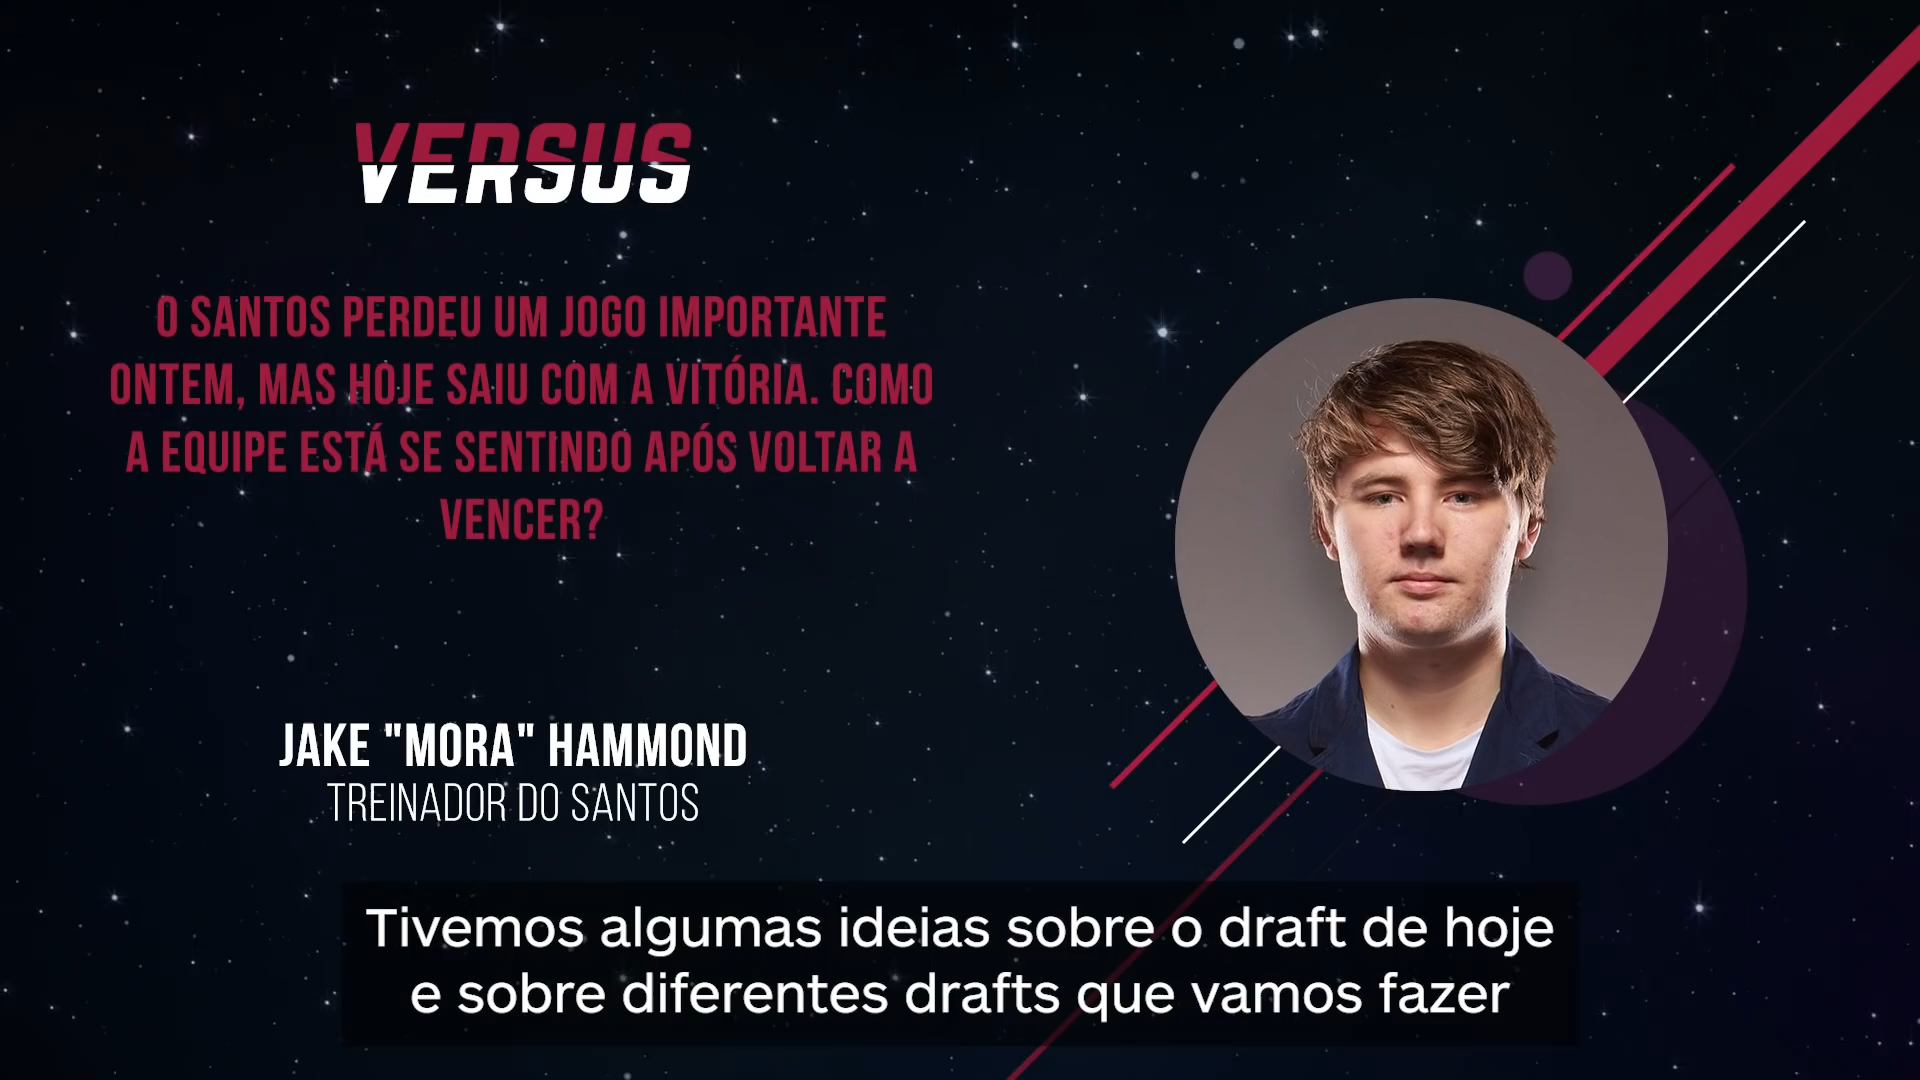 VERSUS
O SANTOS PERDEU UM JOGO IMPORTANTE
ONTEM, MAS HOJE SAIU COM A VITÓRIA. COMO
A EQUIPE ESTÁ SE SENTINDO APÓS VOLTAR A
VENCER?
JAKE "MORA" HAMMOND
TREINADOR DO SANTOS
Tivemos algumas ideias sobre o draft de hoje
e sobre diferentes drafts que vamos fazer